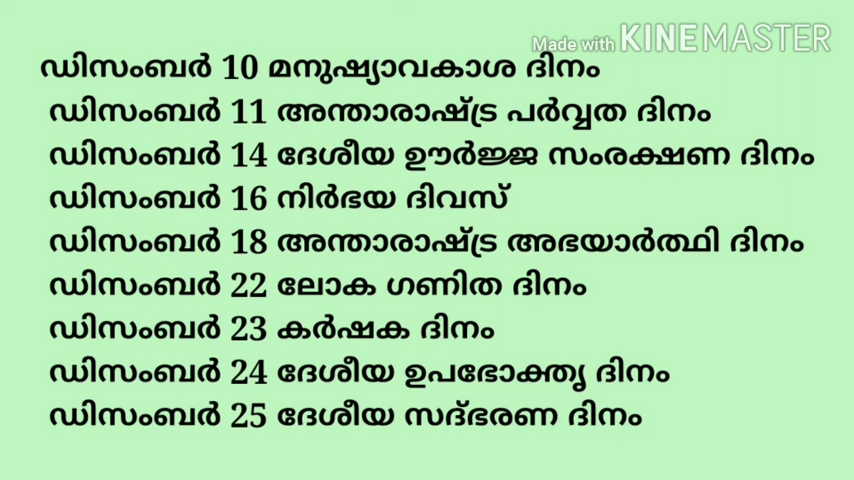 Made with KINEMASTER
ഡിസംബർ 10 മനുഷ്യാവകാശ ദിനം
ഡിസംബർ 11 അന്താരാഷ്ട്ര പർവ്വത ദിനം
ഡിസംബർ 14 ദേശീയ ഊർജ്ജ സംരക്ഷണ ദിനം
ഡിസംബർ 16 നിർഭയ ദിവസ്
ഡിസംബർ 18 അന്താരാഷ്ട്ര അഭയാർത്ഥി ദിനം
ഡിസംബർ 22 ലോക ഗണിത ദിനം
ഡിസംബർ 23 കർഷക ദിനം
ഡിസംബർ 24 ദേശീയ ഉപഭോക്തൃ ദിനം
ഡിസംബർ 25 ദേശീയ സദ്ഭരണ ദിനം